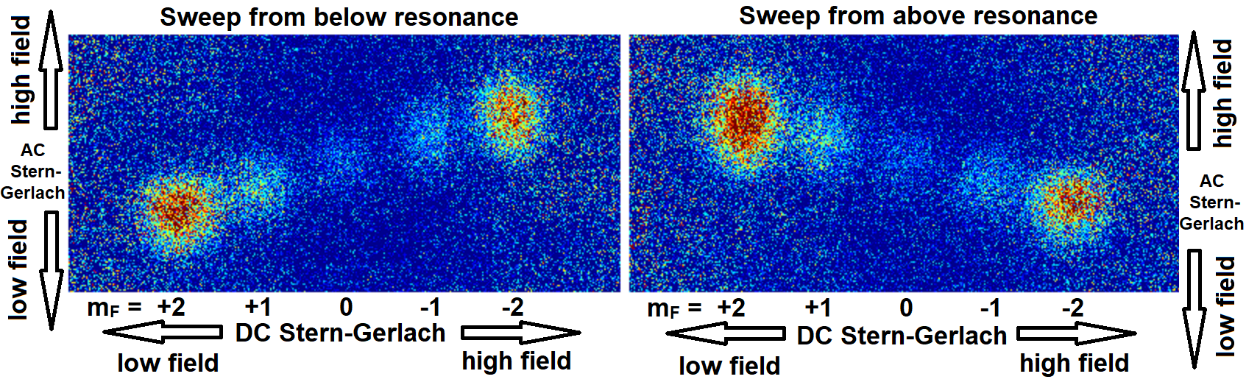 Sweep from below resonance
Sweep from above resonance
high field
AC
Stern-
Gerlach
low field
high field
AC
Stern-
Gerlach
low field
mF = +2 +1 0 -1 -2
DC Stern-Gerlach
low field
high field
mF = +2 +1 0 -1 -2
DC Stern-Gerlach
low field
high field